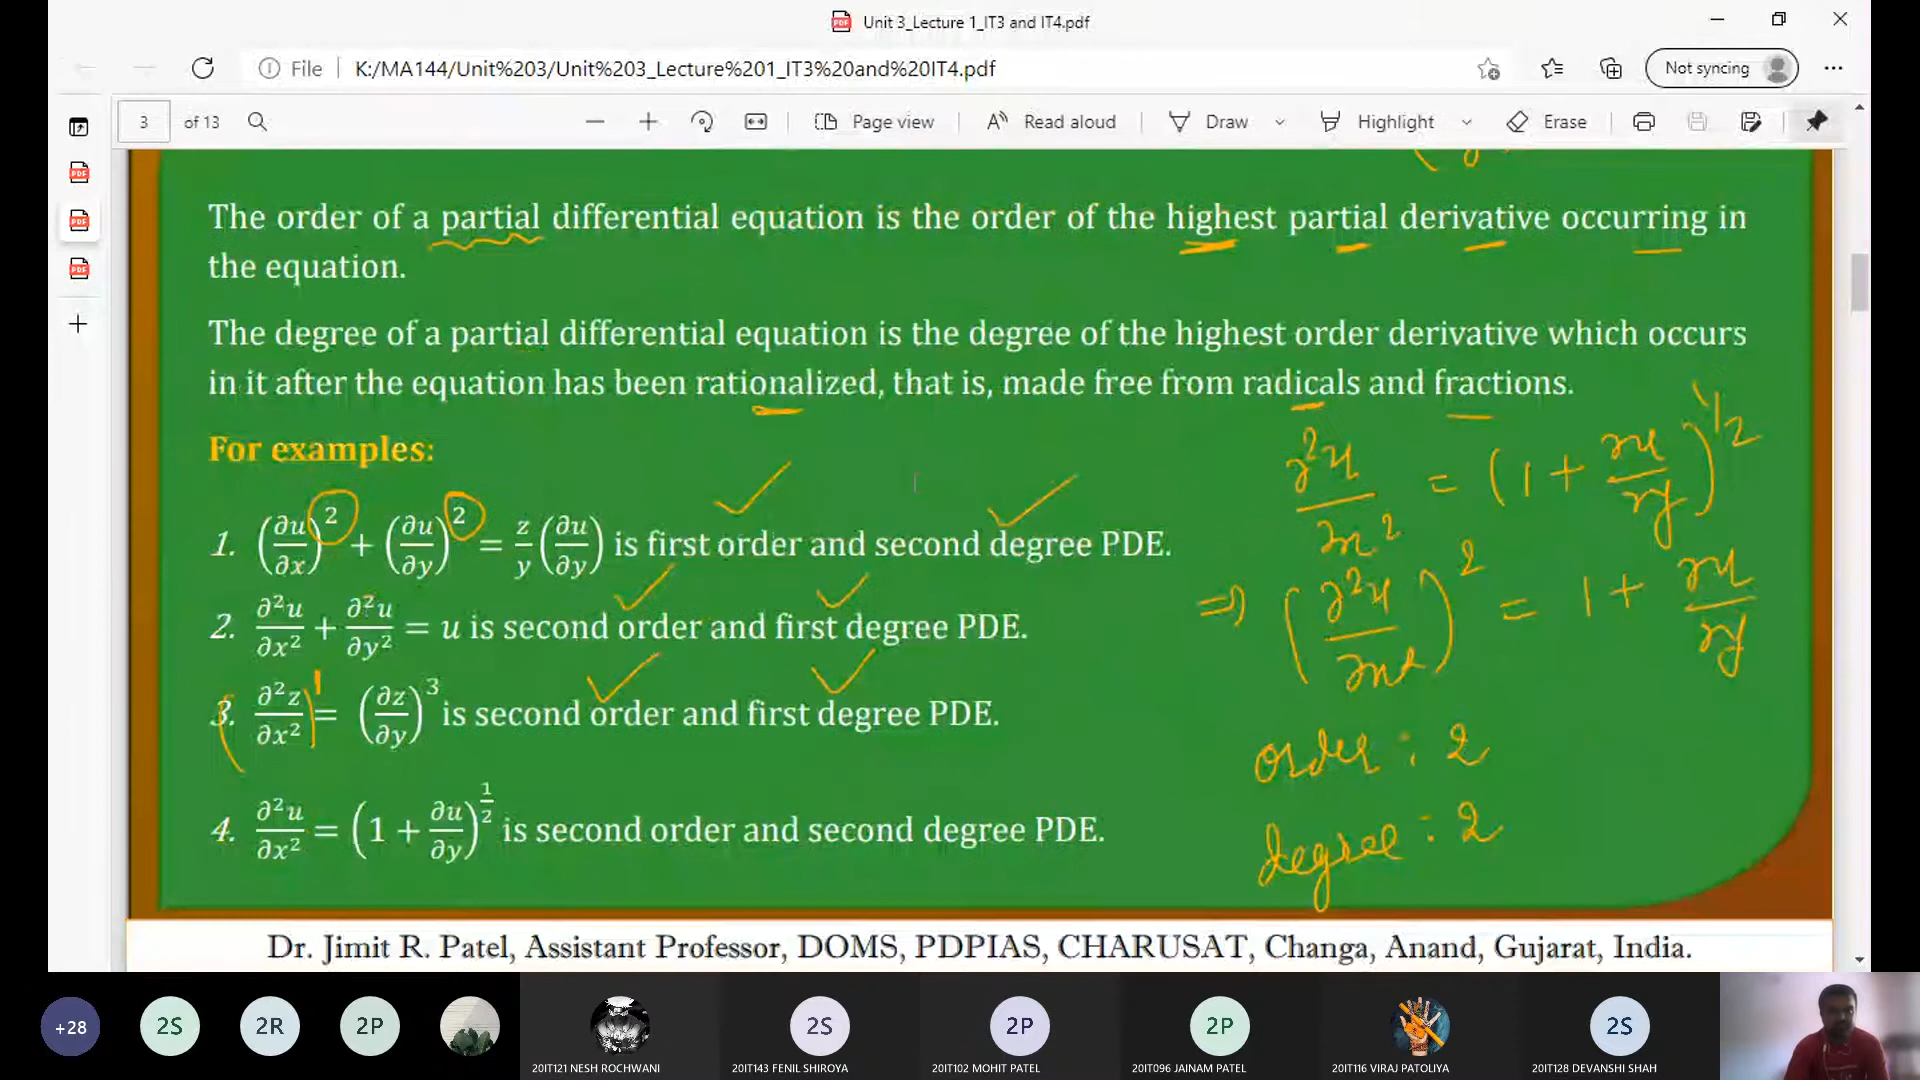 Unit 3_Lecture 1_IT3 and IT4.pdf
File K:/MA144/Unit%203/Unit%203_Lecture%201_IT3%20and%20IT4.pdf Not syncing
3 of 13 Page view Read aloud Draw Highlight Erase
The order of a partial differential equation is the order of the highest partial derivative occurring in
the equation.
The degree of a partial differential equation is the degree of the highest order derivative which occurs
in it after the equation has been rationalized, that is, made free from radicals and fractions.
For examples:
1. (∂u/∂x)² + (∂u/∂y)² = z/y (∂u/∂y) is first order and second degree PDE.
2. ∂²u/∂x² + ∂²u/∂y² = u is second order and first degree PDE.
3. (∂²z/∂x²)¹ = (∂z/∂y)³ is second order and first degree PDE.
4. ∂²u/∂x² = (1 + ∂u/∂y)^(1/2) is second order and second degree PDE.
∂²u/∂x² = (1 + ∂u/∂y)^(1/2)
⇒ (∂²u/∂x²)² = 1 + ∂u/∂y
order : 2
degree : 2
Dr. Jimit R. Patel, Assistant Professor, DOMS, PDPIAS, CHARUSAT, Changa, Anand, Gujarat, India.
+28 2S 2R 2P 2S 2P 2P 2S
20IT121 NESH ROCHWANI 20IT143 FENIL SHIROYA 20IT102 MOHIT PATEL 20IT096 JAINAM PATEL 20IT116 VIRAJ PATOLIYA 20IT128 DEVANSHI SHAH